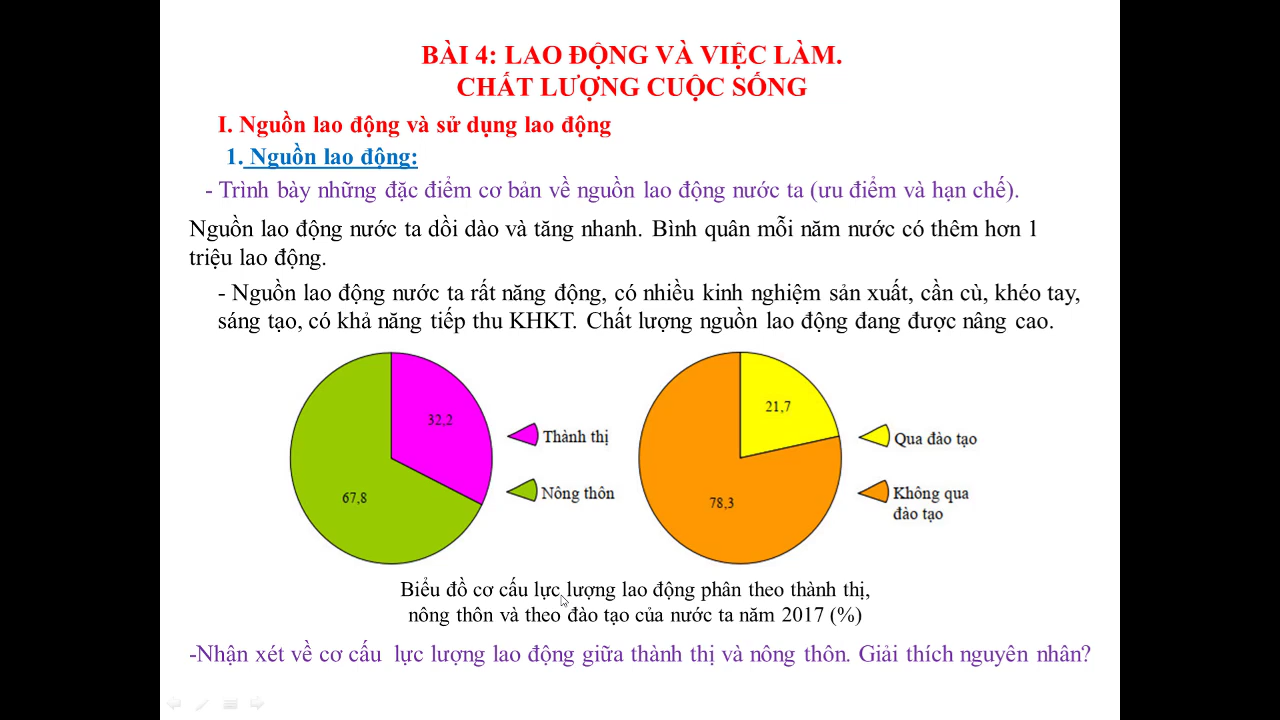 BÀI 4: LAO ĐỘNG VÀ VIỆC LÀM.
CHẤT LƯỢNG CUỘC SỐNG
I. Nguồn lao động và sử dụng lao động
1. Nguồn lao động:
- Trình bày những đặc điểm cơ bản về nguồn lao động nước ta (ưu điểm và hạn chế).
Nguồn lao động nước ta dồi dào và tăng nhanh. Bình quân mỗi năm nước có thêm hơn 1
triệu lao động.
- Nguồn lao động nước ta rất năng động, có nhiều kinh nghiệm sản xuất, cần cù, khéo tay,
sáng tạo, có khả năng tiếp thu KHKT. Chất lượng nguồn lao động đang được nâng cao.
32,2
67,8
Thành thị
Nông thôn
21,7
78,3
Qua đào tạo
Không qua
đào tạo
Biểu đồ cơ cấu lực lượng lao động phân theo thành thị,
nông thôn và theo đào tạo của nước ta năm 2017 (%)
-Nhận xét về cơ cấu lực lượng lao động giữa thành thị và nông thôn. Giải thích nguyên nhân?